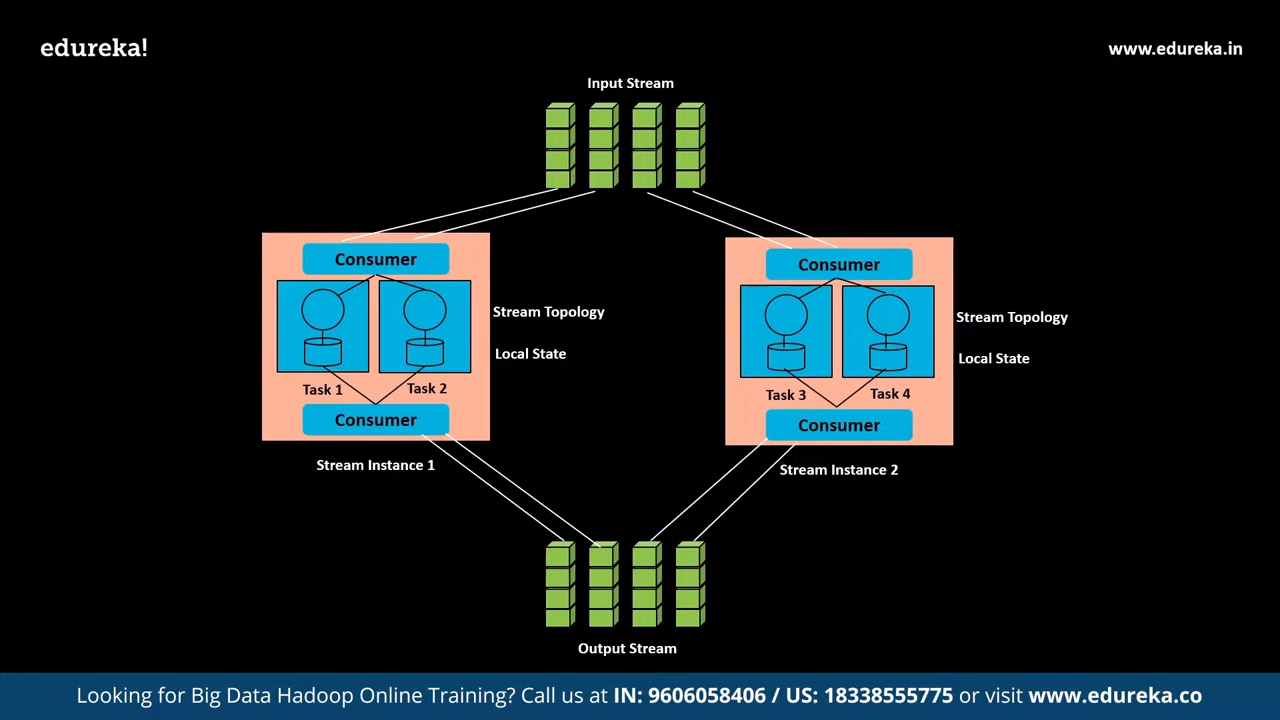 edureka!
www.edureka.in
Input Stream
Consumer
Stream Topology
Local State
Task 1
Task 2
Consumer
Stream Instance 1
Consumer
Stream Topology
Local State
Task 3
Task 4
Consumer
Stream Instance 2
Output Stream
Looking for Big Data Hadoop Online Training? Call us at IN: 9606058406 / US: 18338555775 or visit www.edureka.co